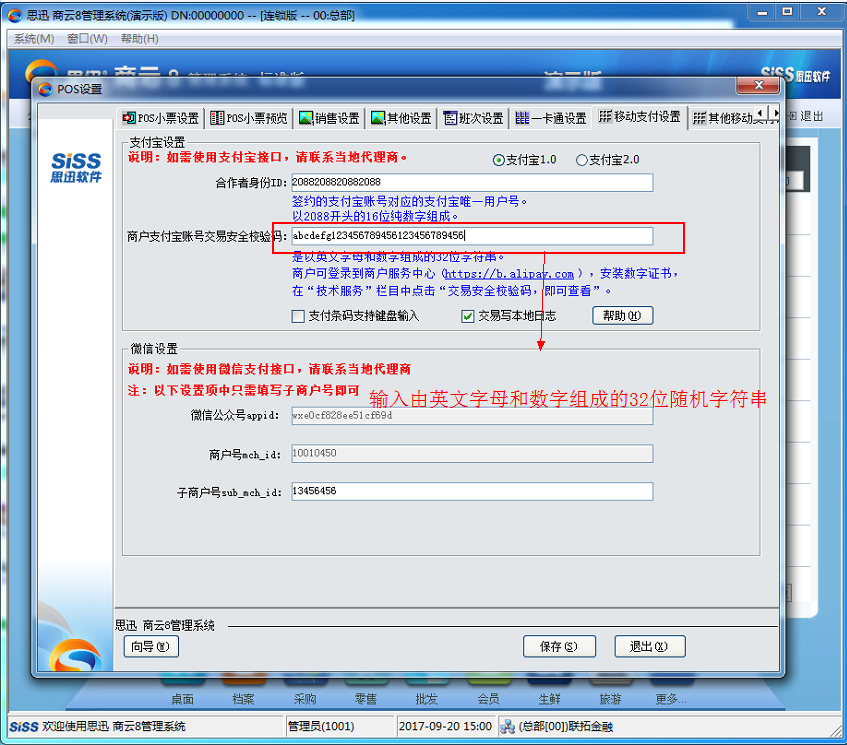 思迅 商云8管理系统(演示版) DN:00000000 -- [连锁版 -- 00:总部]
系统(M) 窗口(W) 帮助(H)
思迅 商云 8 管理系统 标准版 演示版 SiSS 思迅软件
退出
POS设置
POS小票设置 POS小票预览 销售设置 其他设置 班次设置 一卡通设置 移动支付设置 其他移动支付
SiSS
思迅软件
支付宝设置
说明：如需使用支付宝接口，请联系当地代理商。 支付宝1.0 支付宝2.0
合作者身份ID: 2088208820882088
签约的支付宝账号对应的支付宝唯一用户号。
以2088开头的16位纯数字组成。
商户支付宝账号交易安全校验码: abcdefg123456789456123456789456
是以英文字母和数字组成的32位字符串。
商户可登录到商户服务中心（https://b.alipay.com ），安装数字证书，
在“技术服务”栏目中点击“交易安全校验码，即可查看”。
支付条码支持键盘输入 交易写本地日志 帮助(H)
微信设置
说明：如需使用微信支付接口，请联系当地代理商
注：以下设置项中只需填写子商户号即可
输入由英文字母和数字组成的32位随机字符串
微信公众号appid: wxe0cf828ee51cf69d
商户号mch_id: 10010450
子商户号sub_mch_id: 13456456
思迅 商云8管理系统
向导(W) 保存(S) 退出(X)
桌面 档案 采购 零售 批发 会员 生鲜 旅游 更多...
SiSS 欢迎使用思迅 商云8管理系统 管理员(1001) 2017-09-20 15:00 (总部[00])联拓金融